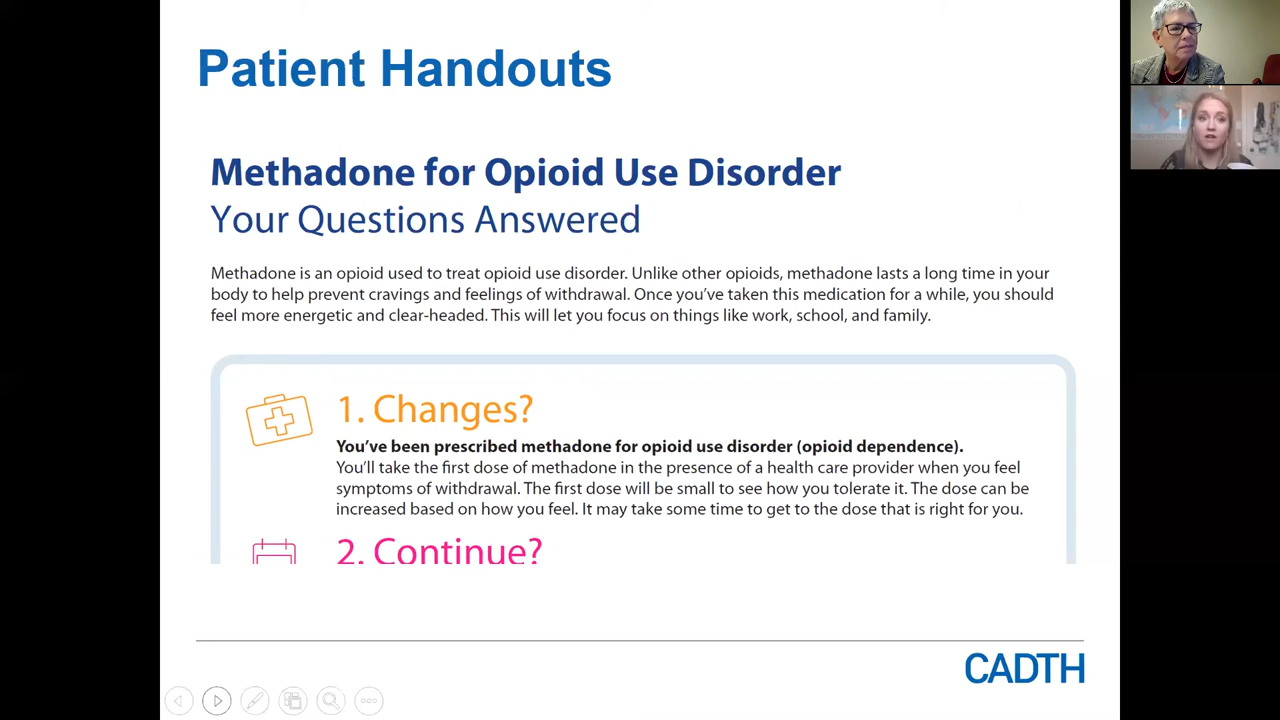 Patient Handouts
Methadone for Opioid Use Disorder
Your Questions Answered
Methadone is an opioid used to treat opioid use disorder. Unlike other opioids, methadone lasts a long time in your
body to help prevent cravings and feelings of withdrawal. Once you’ve taken this medication for a while, you should
feel more energetic and clear-headed. This will let you focus on things like work, school, and family.
1. Changes?
You’ve been prescribed methadone for opioid use disorder (opioid dependence).
You’ll take the first dose of methadone in the presence of a health care provider when you feel
symptoms of withdrawal. The first dose will be small to see how you tolerate it. The dose can be
increased based on how you feel. It may take some time to get to the dose that is right for you.
2. Continue?
CADTH